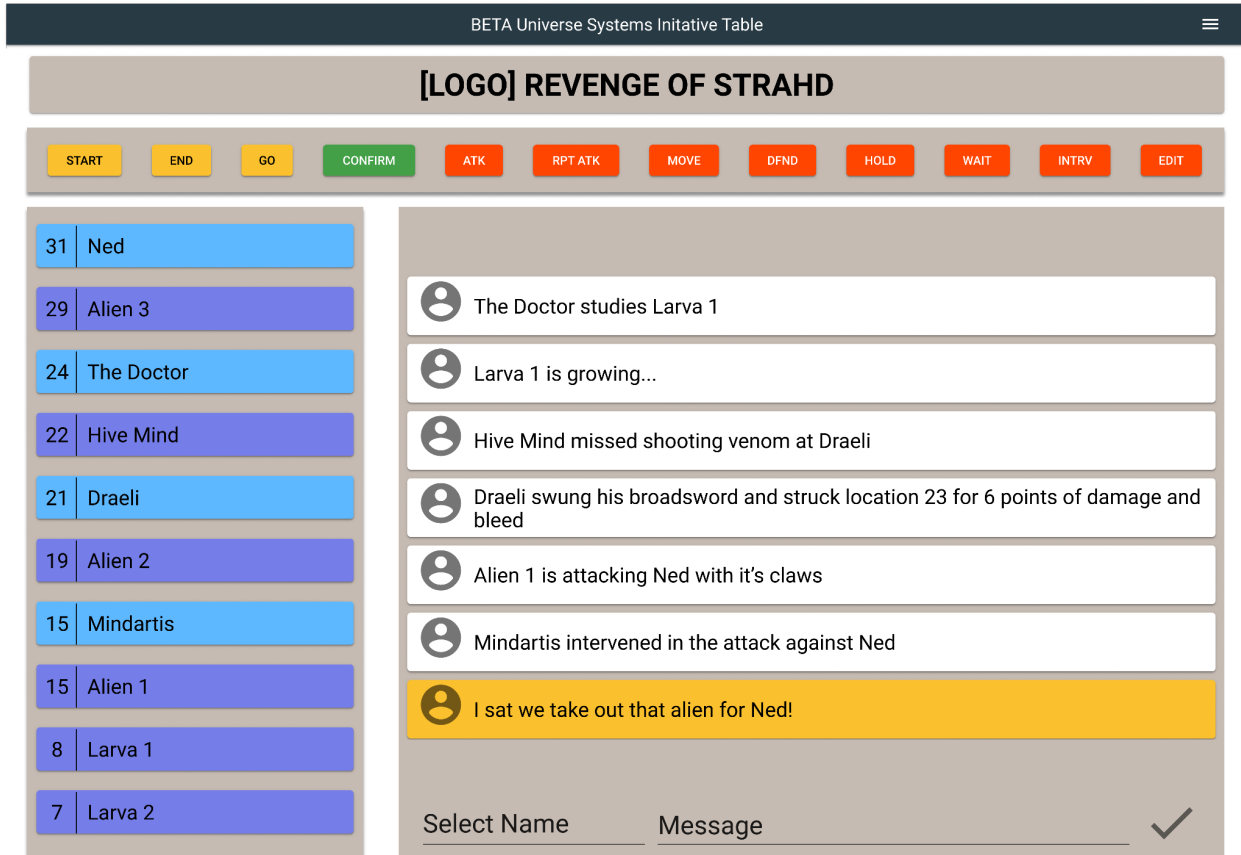 BETA Universe Systems Initative Table
[LOGO] REVENGE OF STRAHD
START END GO CONFIRM ATK RPT ATK MOVE DFND HOLD WAIT INTRV EDIT
31 Ned
29 Alien 3
24 The Doctor
22 Hive Mind
21 Draeli
19 Alien 2
15 Mindartis
15 Alien 1
8 Larva 1
7 Larva 2
The Doctor studies Larva 1
Larva 1 is growing...
Hive Mind missed shooting venom at Draeli
Draeli swung his broadsword and struck location 23 for 6 points of damage and
bleed
Alien 1 is attacking Ned with it’s claws
Mindartis intervened in the attack against Ned
I sat we take out that alien for Ned!
Select Name Message